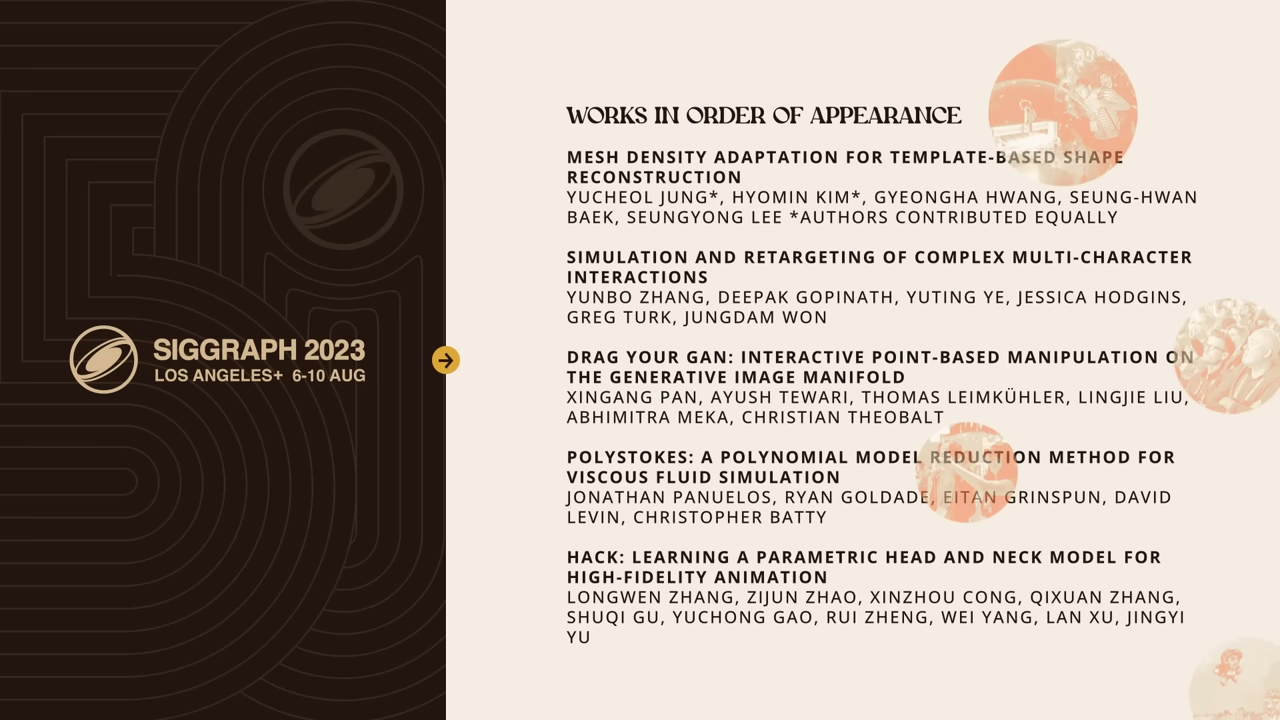 SIGGRAPH 2023
LOS ANGELES+ 6-10 AUG
WORKS IN ORDER OF APPEARANCE
MESH DENSITY ADAPTATION FOR TEMPLATE-BASED SHAPE
RECONSTRUCTION
YUCHEOL JUNG*, HYOMIN KIM*, GYEONGHA HWANG, SEUNG-HWAN
BAEK, SEUNGYONG LEE *AUTHORS CONTRIBUTED EQUALLY
SIMULATION AND RETARGETING OF COMPLEX MULTI-CHARACTER
INTERACTIONS
YUNBO ZHANG, DEEPAK GOPINATH, YUTING YE, JESSICA HODGINS,
GREG TURK, JUNGDAM WON
DRAG YOUR GAN: INTERACTIVE POINT-BASED MANIPULATION ON
THE GENERATIVE IMAGE MANIFOLD
XINGANG PAN, AYUSH TEWARI, THOMAS LEIMKÜHLER, LINGJIE LIU,
ABHIMITRA MEKA, CHRISTIAN THEOBALT
POLYSTOKES: A POLYNOMIAL MODEL REDUCTION METHOD FOR
VISCOUS FLUID SIMULATION
JONATHAN PANUELOS, RYAN GOLDADE, EITAN GRINSPUN, DAVID
LEVIN, CHRISTOPHER BATTY
HACK: LEARNING A PARAMETRIC HEAD AND NECK MODEL FOR
HIGH-FIDELITY ANIMATION
LONGWEN ZHANG, ZIJUN ZHAO, XINZHOU CONG, QIXUAN ZHANG,
SHUQI GU, YUCHONG GAO, RUI ZHENG, WEI YANG, LAN XU, JINGYI
YU